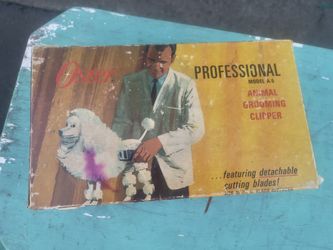 Oster
PROFESSIONAL
MODEL A-5
ANIMAL
GROOMING
CLIPPER
...featuring detachable
cutting blades!